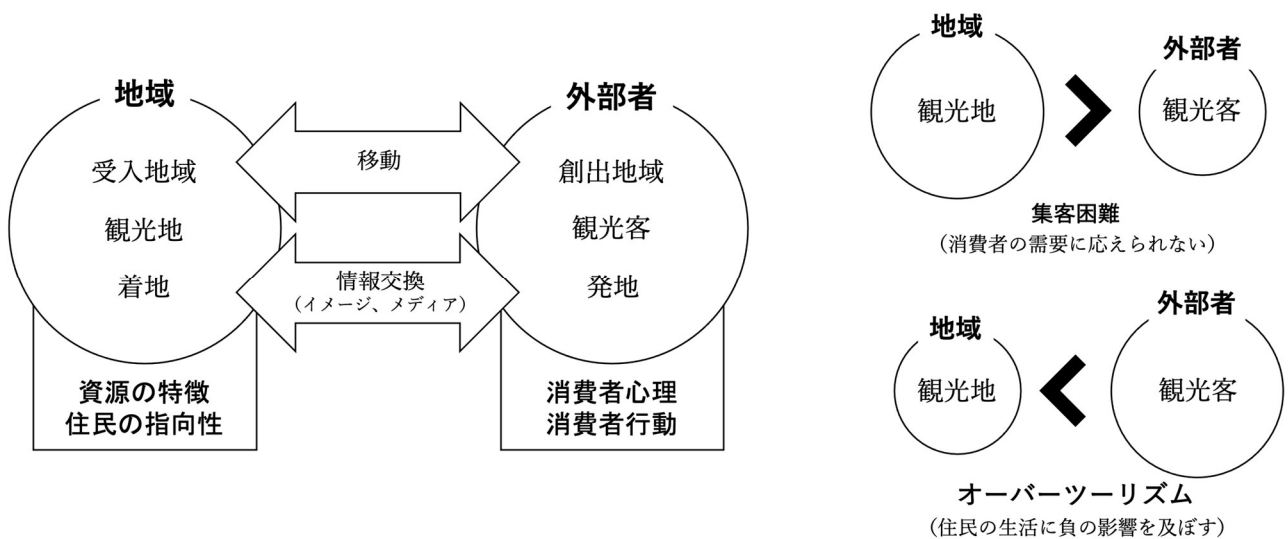 地域
受入地域
観光地
着地
資源の特徴
住民の指向性
移動
情報交換
(イメージ、メディア)
外部者
創出地域
観光客
発地
消費者心理
消費者行動
地域
観光地
外部者
観光客
集客困難
(消費者の需要に応えられない)
地域
観光地
外部者
観光客
オーバーツーリズム
(住民の生活に負の影響を及ぼす)